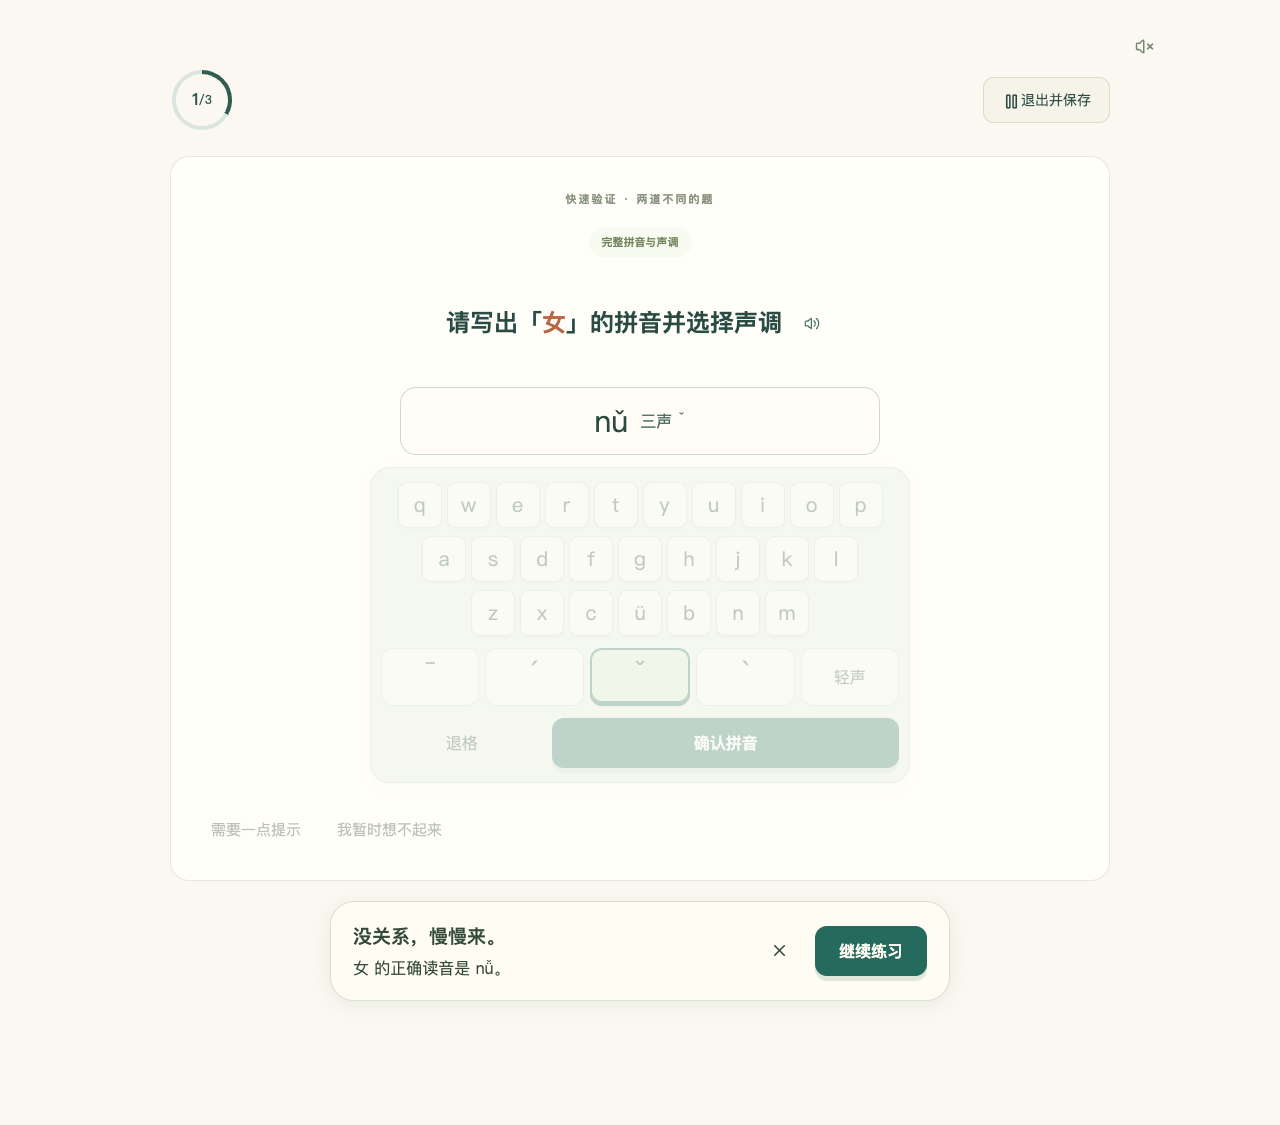 1/3
退出并保存
快速验证 · 两道不同的题
完整拼音与声调
请写出「女」的拼音并选择声调
nǔ 三声 ˇ
q w e r t y u i o p
a s d f g h j k l
z x c ü b n m
ˉ ˊ ˇ ˋ 轻声
退格 确认拼音
需要一点提示 我暂时想不起来
没关系，慢慢来。
女 的正确读音是 nǚ。
继续练习